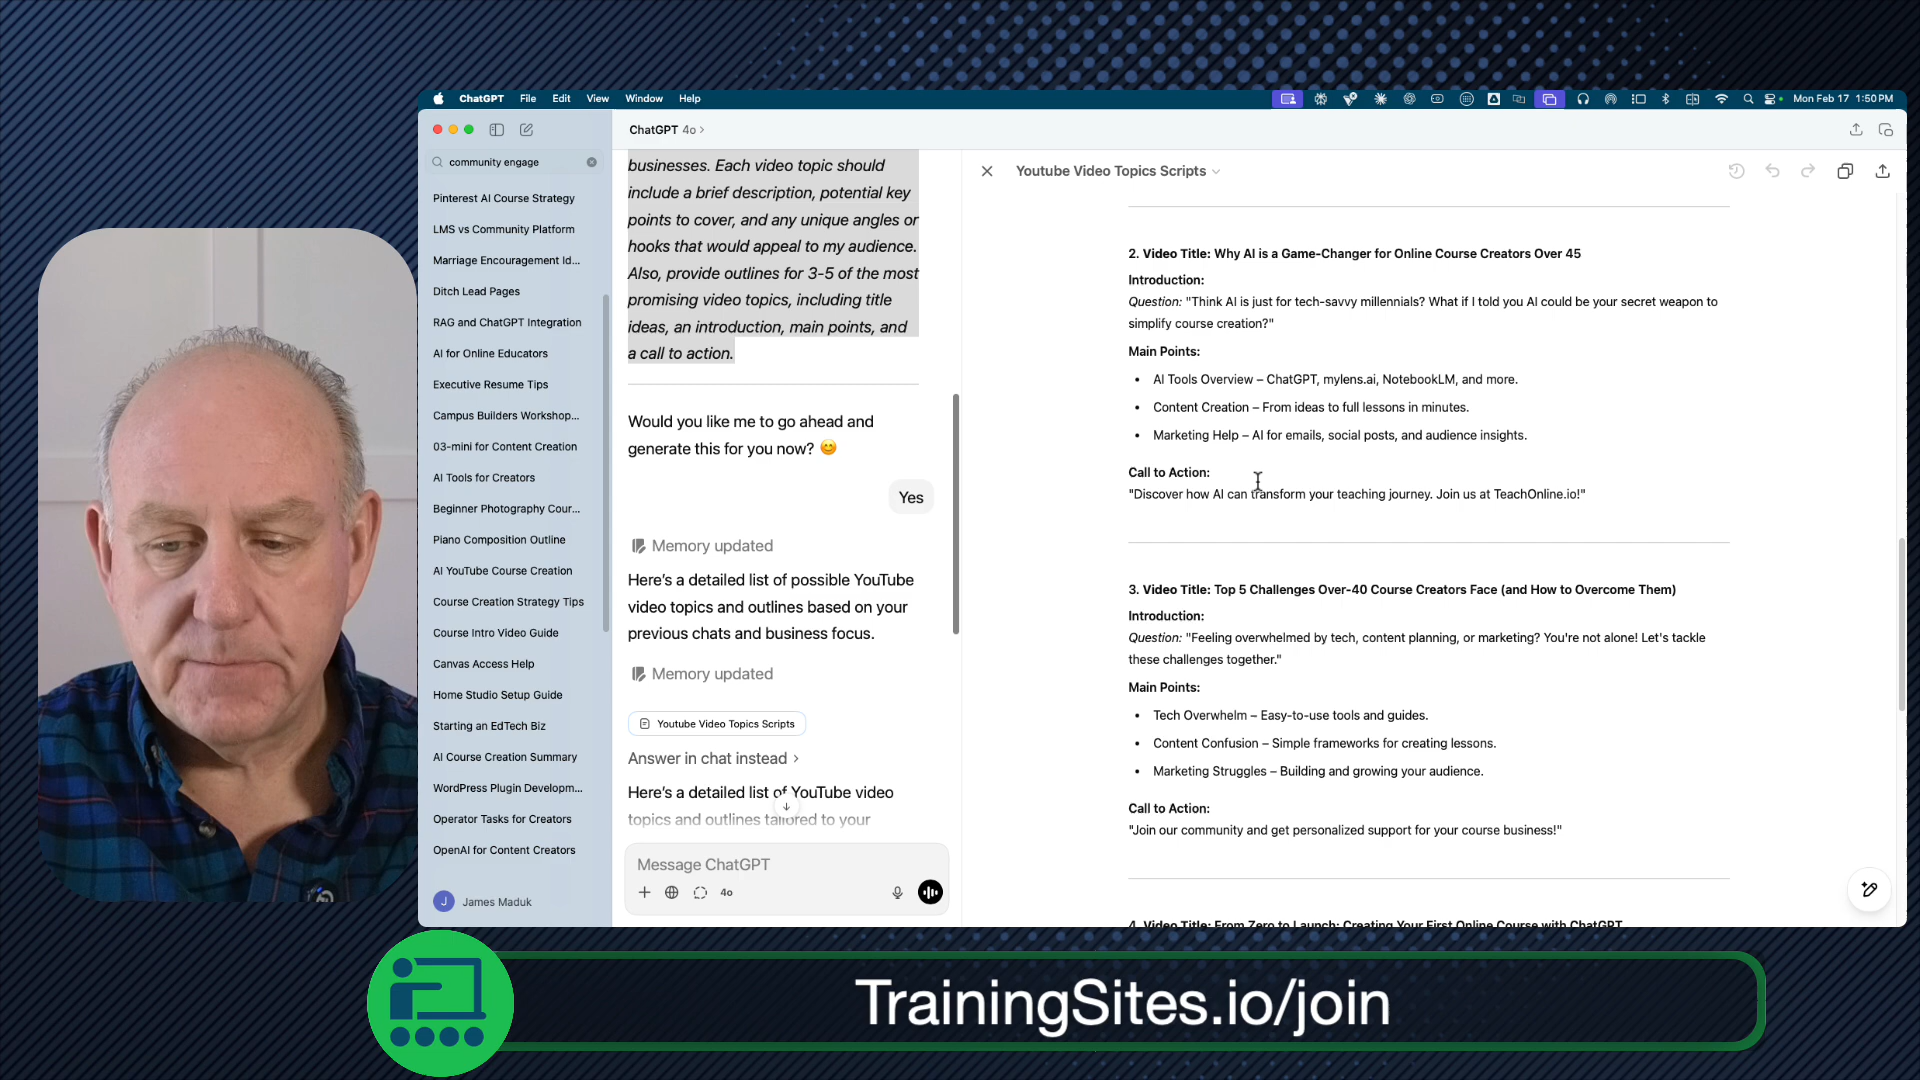 ChatGPT File Edit View Window Help
Mon Feb 17 1:50 PM
community engage
Pinterest AI Course Strategy
LMS vs Community Platform
Marriage Encouragement Id...
Ditch Lead Pages
RAG and ChatGPT Integration
AI for Online Educators
Executive Resume Tips
Campus Builders Workshop...
03-mini for Content Creation
AI Tools for Creators
Beginner Photography Cour...
Piano Composition Outline
AI YouTube Course Creation
Course Creation Strategy Tips
Course Intro Video Guide
Canvas Access Help
Home Studio Setup Guide
Starting an EdTech Biz
AI Course Creation Summary
WordPress Plugin Developm...
Operator Tasks for Creators
OpenAI for Content Creators
J James Maduk
ChatGPT 4o >
businesses. Each video topic should
include a brief description, potential key
points to cover, and any unique angles or
hooks that would appeal to my audience.
Also, provide outlines for 3-5 of the most
promising video topics, including title
ideas, an introduction, main points, and
a call to action.
Would you like me to go ahead and
generate this for you now? 😊
Yes
Memory updated
Here's a detailed list of possible YouTube
video topics and outlines based on your
previous chats and business focus.
Memory updated
Youtube Video Topics Scripts
Answer in chat instead >
Here's a detailed list of YouTube video
topics and outlines tailored to your
Message ChatGPT
4o
Youtube Video Topics Scripts
2. Video Title: Why AI is a Game-Changer for Online Course Creators Over 45
Introduction:
Question: "Think AI is just for tech-savvy millennials? What if I told you AI could be your secret weapon to
simplify course creation?"
Main Points:
• AI Tools Overview – ChatGPT, mylens.ai, NotebookLM, and more.
• Content Creation – From ideas to full lessons in minutes.
• Marketing Help – AI for emails, social posts, and audience insights.
Call to Action:
"Discover how AI can transform your teaching journey. Join us at TeachOnline.io!"
3. Video Title: Top 5 Challenges Over-40 Course Creators Face (and How to Overcome Them)
Introduction:
Question: "Feeling overwhelmed by tech, content planning, or marketing? You're not alone! Let's tackle
these challenges together."
Main Points:
• Tech Overwhelm – Easy-to-use tools and guides.
• Content Confusion – Simple frameworks for creating lessons.
• Marketing Struggles – Building and growing your audience.
Call to Action:
"Join our community and get personalized support for your course business!"
4. Video Title: From Zero to Launch: Creating Your First Online Course with ChatGPT
TrainingSites.io/join